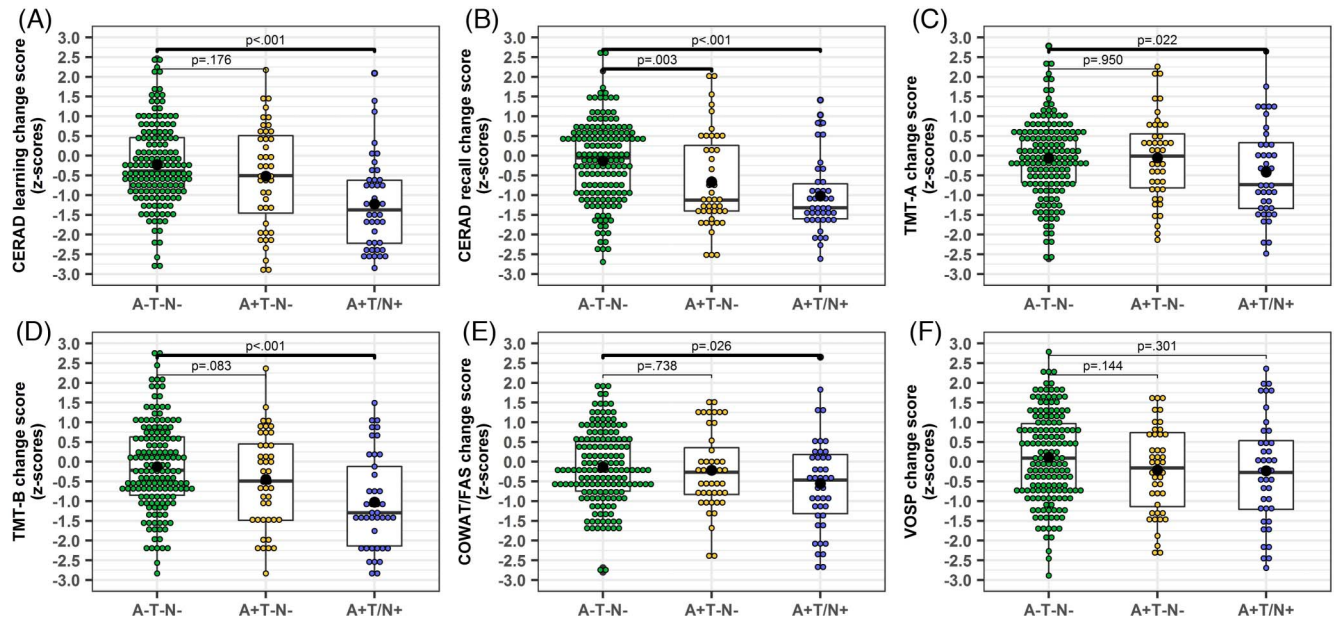 (A)
CERAD learning change score
(z-scores)
3.0
2.5
2.0
1.5
1.0
0.5
0.0
-0.5
-1.0
-1.5
-2.0
-2.5
-3.0
p<.001
p=.176
A-T-N-
A+T-N-
A+T/N+
(B)
CERAD recall change score
(z-scores)
3.0
2.5
2.0
1.5
1.0
0.5
0.0
-0.5
-1.0
-1.5
-2.0
-2.5
-3.0
p<.001
p=.003
A-T-N-
A+T-N-
A+T/N+
(C)
TMT-A change score
(z-scores)
3.0
2.5
2.0
1.5
1.0
0.5
0.0
-0.5
-1.0
-1.5
-2.0
-2.5
-3.0
p=.022
p=.950
A-T-N-
A+T-N-
A+T/N+
(D)
TMT-B change score
(z-scores)
3.0
2.5
2.0
1.5
1.0
0.5
0.0
-0.5
-1.0
-1.5
-2.0
-2.5
-3.0
p<.001
p=.083
A-T-N-
A+T-N-
A+T/N+
(E)
COWAT/FAS change score
(z-scores)
3.0
2.5
2.0
1.5
1.0
0.5
0.0
-0.5
-1.0
-1.5
-2.0
-2.5
-3.0
p=.026
p=.738
A-T-N-
A+T-N-
A+T/N+
(F)
VOSP change score
(z-scores)
3.0
2.5
2.0
1.5
1.0
0.5
0.0
-0.5
-1.0
-1.5
-2.0
-2.5
-3.0
p=.301
p=.144
A-T-N-
A+T-N-
A+T/N+